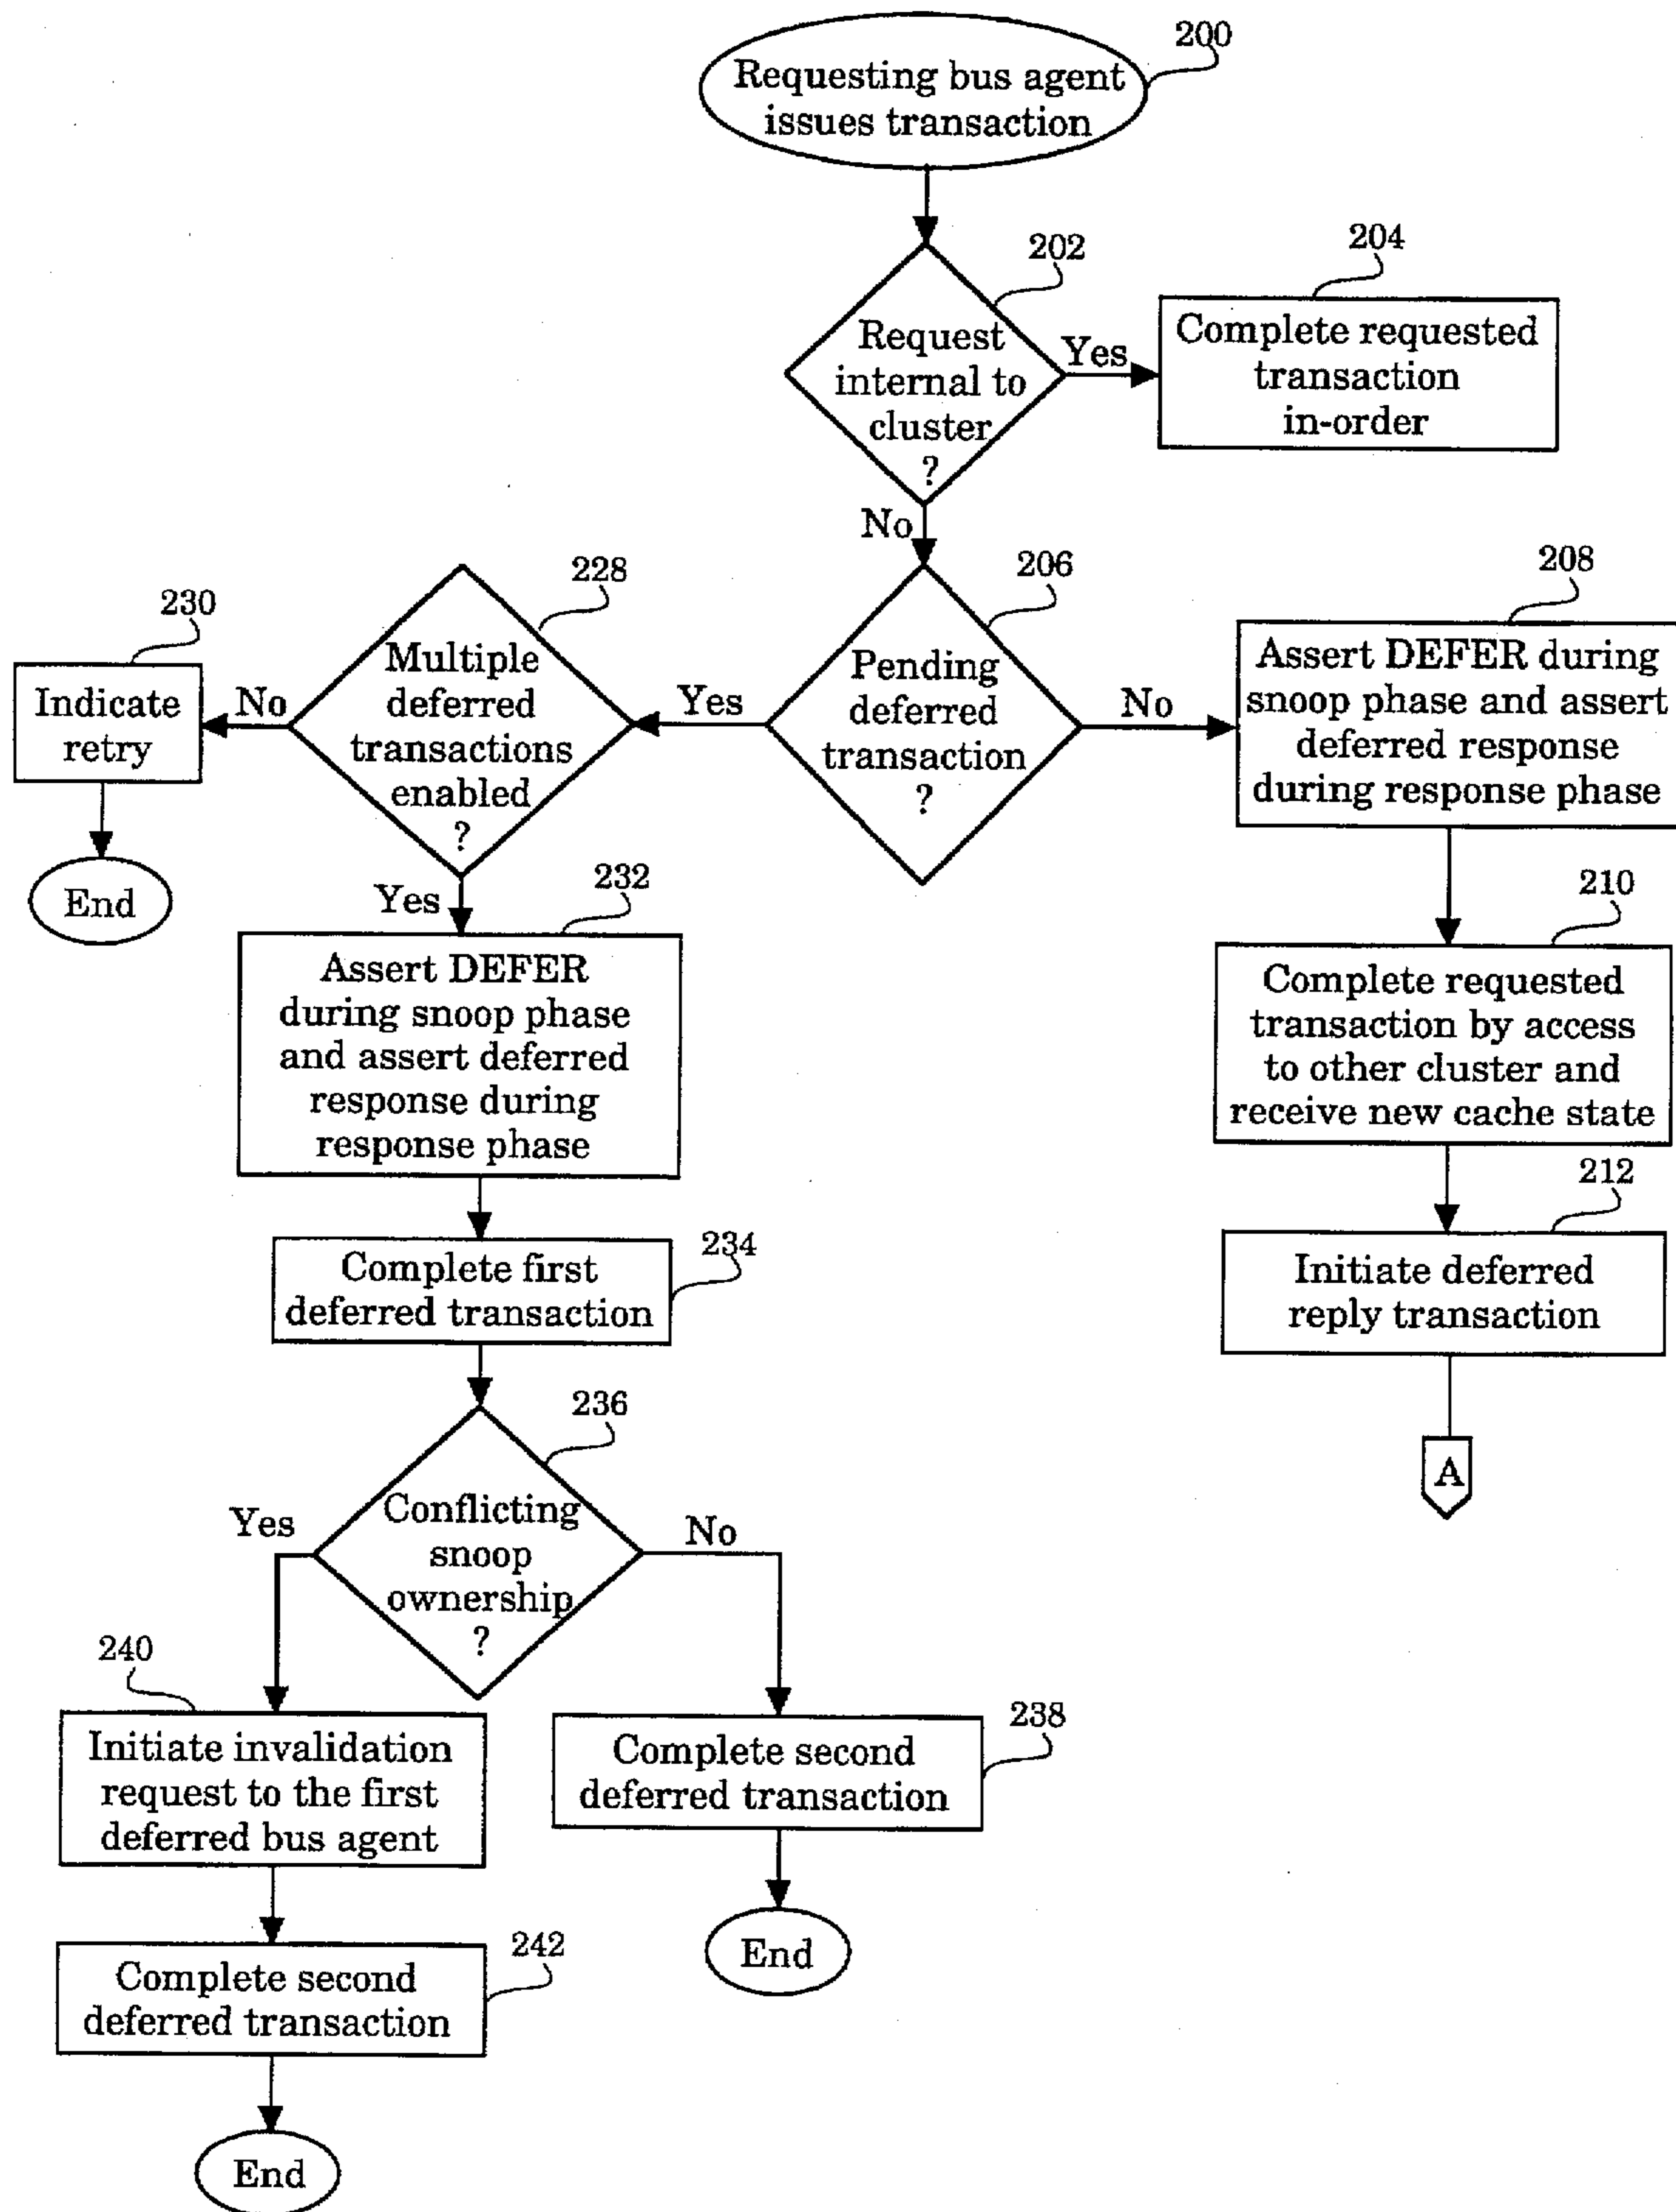 200
Requesting bus agent
issues transaction
202
Request
internal to
cluster
?
Yes
204
Complete requested
transaction
in-order
No
206
Pending
deferred
transaction
?
No
208
Assert DEFER during
snoop phase and assert
deferred response
during response phase
210
Complete requested
transaction by access
to other cluster and
receive new cache state
212
Initiate deferred
reply transaction
A
Yes
228
Multiple
deferred
transactions
enabled
?
No
230
Indicate
retry
End
Yes
232
Assert DEFER
during snoop phase
and assert deferred
response during
response phase
234
Complete first
deferred transaction
236
Conflicting
snoop
ownership
?
Yes
No
240
Initiate invalidation
request to the first
deferred bus agent
242
Complete second
deferred transaction
End
238
Complete second
deferred transaction
End